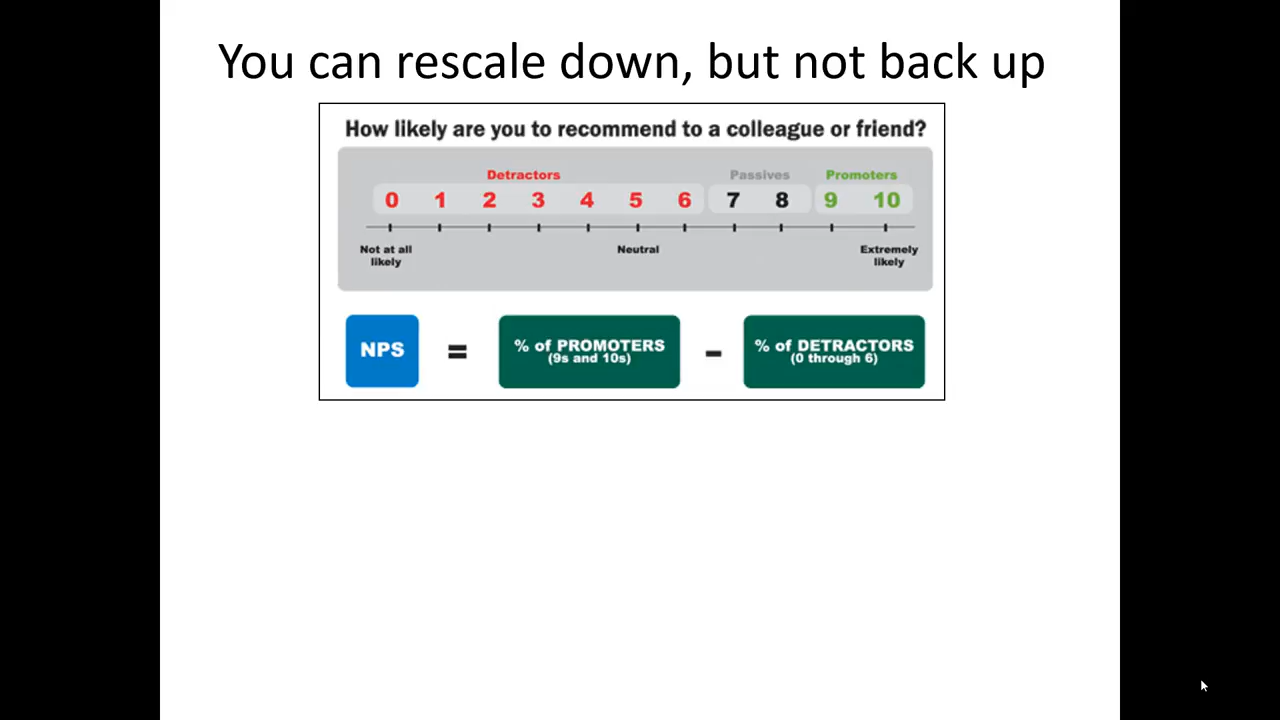 You can rescale down, but not back up
How likely are you to recommend to a colleague or friend?
Detractors Passives Promoters
0 1 2 3 4 5 6 7 8 9 10
Not at all likely Neutral Extremely likely
NPS = % of PROMOTERS (9s and 10s) - % of DETRACTORS (0 through 6)